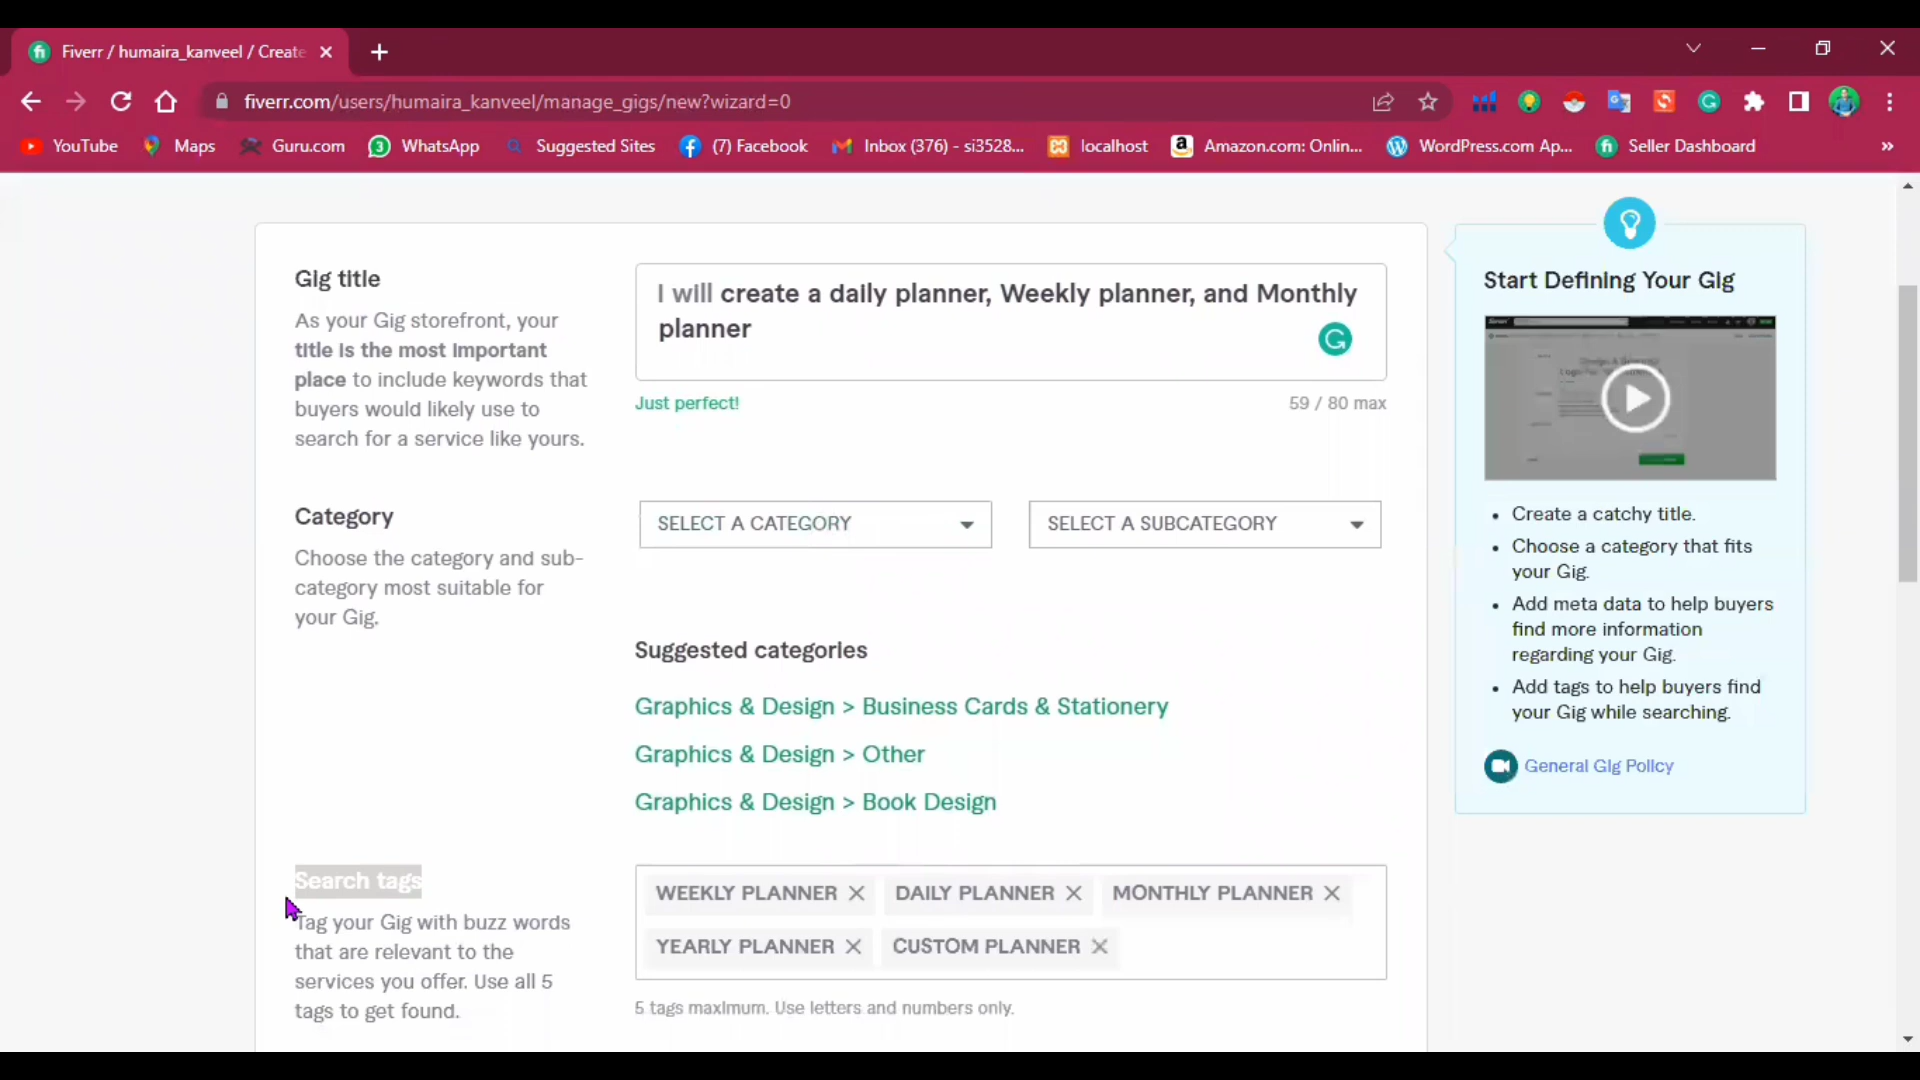 Fiverr / humaira_kanveel / Create
fiverr.com/users/humaira_kanveel/manage_gigs/new?wizard=0
YouTube Maps Guru.com WhatsApp Suggested Sites (7) Facebook Inbox (376) - si3528... localhost Amazon.com: Onlin... WordPress.com Ap... Seller Dashboard »
Gig title
As your Gig storefront, your
title is the most important
place to include keywords that
buyers would likely use to
search for a service like yours.
I will create a daily planner, Weekly planner, and Monthly
planner
Just perfect!
59 / 80 max
Category
Choose the category and sub-
category most suitable for
your Gig.
SELECT A CATEGORY
SELECT A SUBCATEGORY
Suggested categories
Graphics & Design > Business Cards & Stationery
Graphics & Design > Other
Graphics & Design > Book Design
Search tags
Tag your Gig with buzz words
that are relevant to the
services you offer. Use all 5
tags to get found.
WEEKLY PLANNER DAILY PLANNER MONTHLY PLANNER
YEARLY PLANNER CUSTOM PLANNER
5 tags maximum. Use letters and numbers only.
Start Defining Your Gig
• Create a catchy title.
• Choose a category that fits
your Gig.
• Add meta data to help buyers
find more information
regarding your Gig.
• Add tags to help buyers find
your Gig while searching.
General Gig Policy